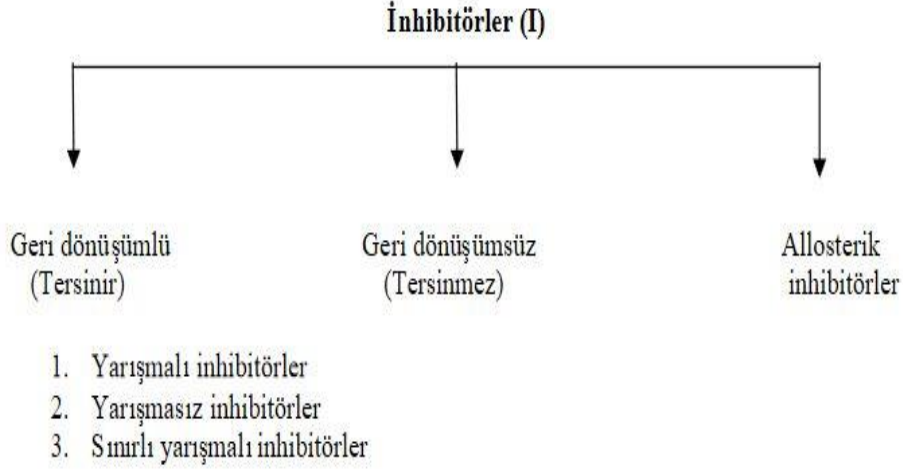 İnhibitörler (I)
Geri dönüşümlü
(Tersinir)
Geri dönüşümsüz
(Tersinmez)
Allosterik
inhibitörler
1. Yarışmalı inhibitörler
2. Yarışmasız inhibitörler
3. Sınırlı yarışmalı inhibitörler